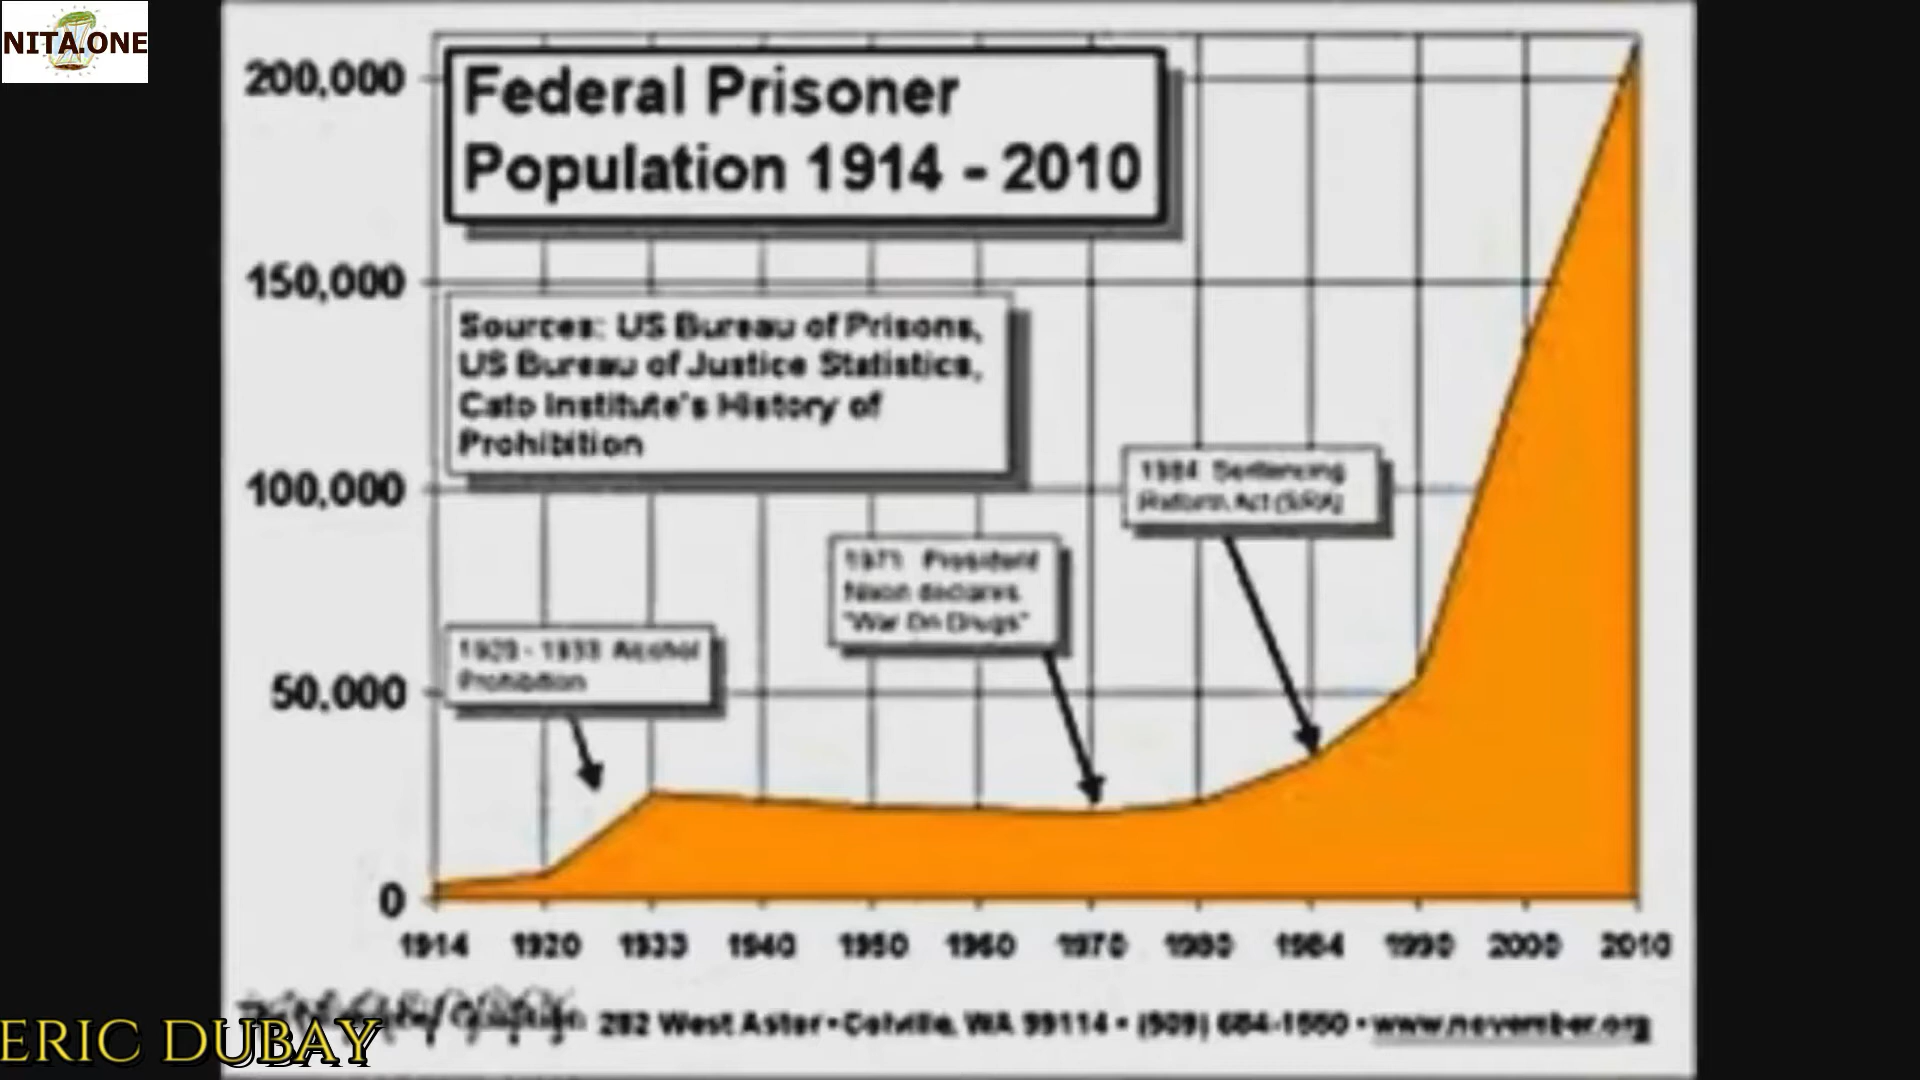 NITA.ONE
Federal Prisoner
Population 1914 - 2010
200,000
150,000
100,000
50,000
0
Sources: US Bureau of Prisons,
US Bureau of Justice Statistics,
Cato Institute's History of
Prohibition
1984 Sentencing
Reform Act (SRA)
1971 President
Nixon declares
"War On Drugs"
1920 - 1933 Alcohol
Prohibition
1914 1920 1933 1940 1950 1960 1970 1980 1984 1990 2000 2010
282 West Astor • Colville, WA 99114 • (509) 684-1550 • www.november.org
ERIC DUBAY